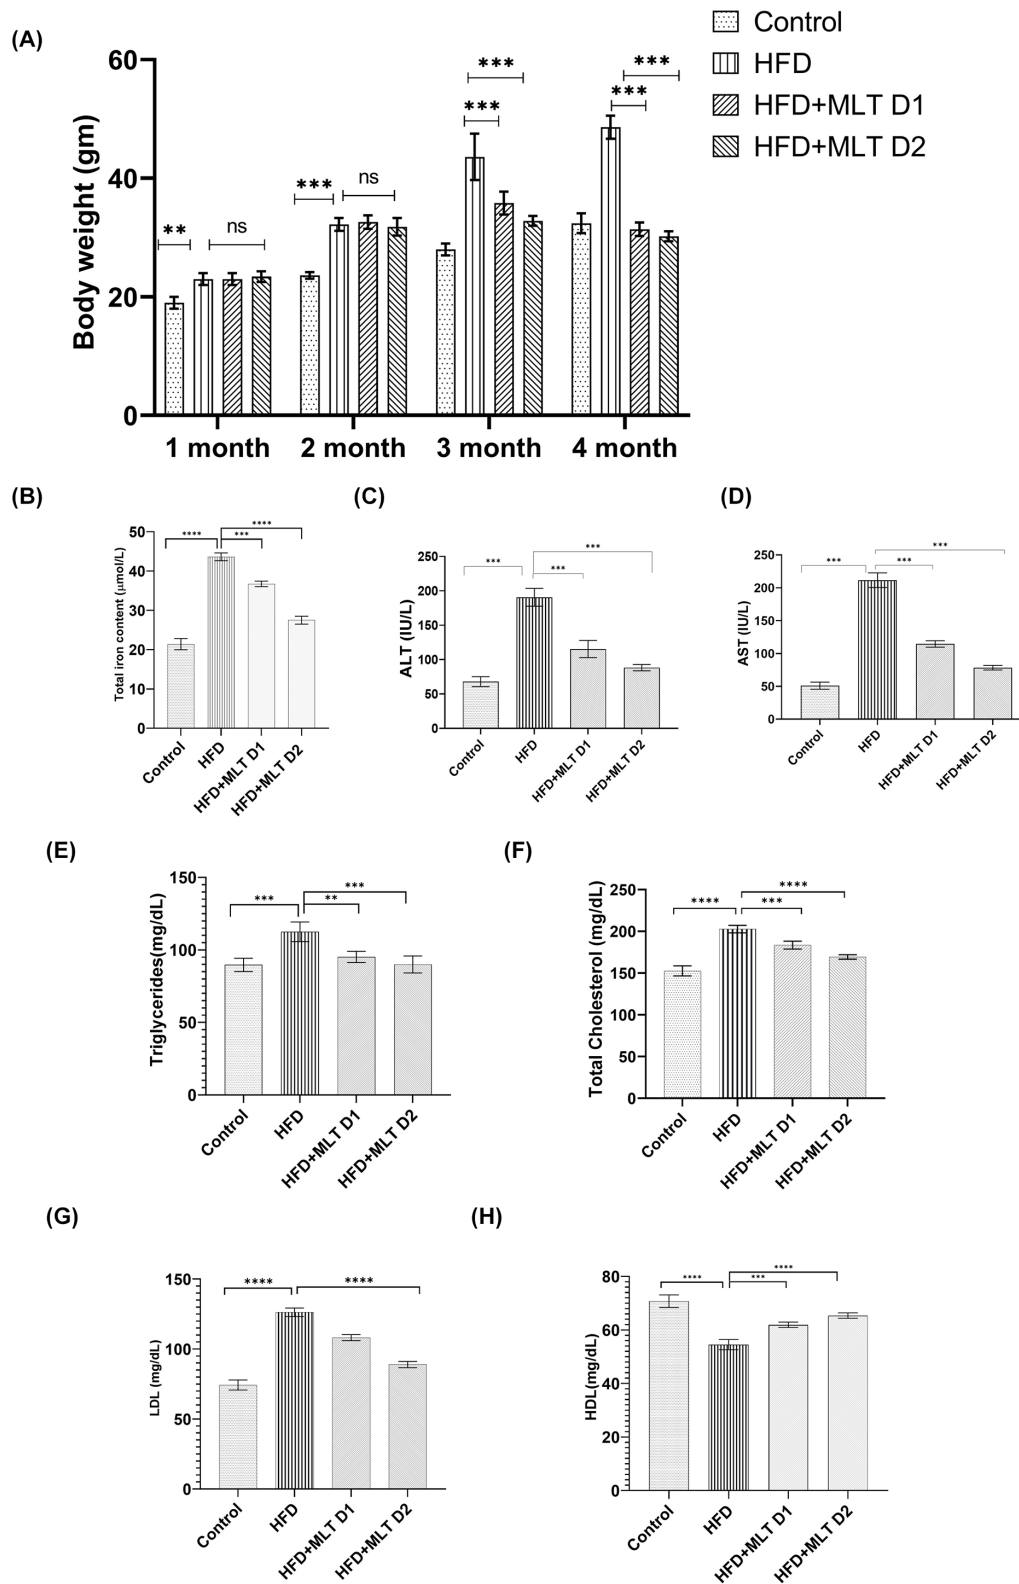 (A)
Control
HFD
HFD+MLT D1
HFD+MLT D2
Body weight (gm)
60
40
20
0
** ns
*** ns
*** ***
*** ***
1 month 2 month 3 month 4 month
(B)
Total iron content (μmol/L)
50
40
30
20
10
0
**** *** ****
Control HFD HFD+MLT D1 HFD+MLT D2
(C)
ALT (IU/L)
250
200
150
100
50
0
*** *** ***
Control HFD HFD+MLT D1 HFD+MLT D2
(D)
AST (IU/L)
250
200
150
100
50
0
*** *** ***
Control HFD HFD+MLT D1 HFD+MLT D2
(E)
Triglycerides(mg/dL)
150
100
50
0
*** ** ***
Control HFD HFD+MLT D1 HFD+MLT D2
(F)
Total Cholesterol (mg/dL)
250
200
150
100
50
0
**** *** ****
Control HFD HFD+MLT D1 HFD+MLT D2
(G)
LDL (mg/dL)
150
100
50
0
**** ****
Control HFD HFD+MLT D1 HFD+MLT D2
(H)
HDL(mg/dL)
80
60
40
20
0
**** *** ****
Control HFD HFD+MLT D1 HFD+MLT D2